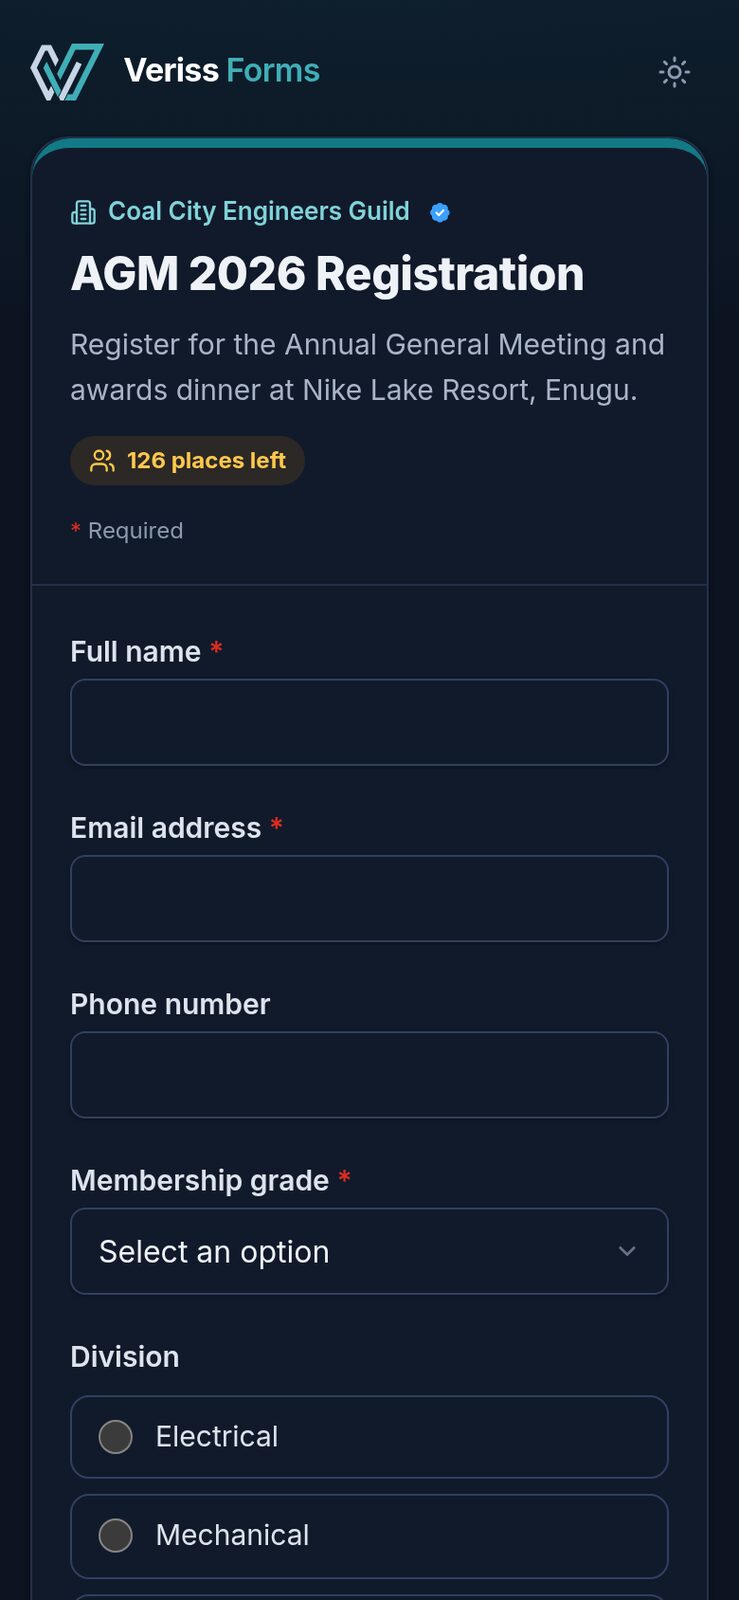 Veriss Forms
Coal City Engineers Guild
AGM 2026 Registration
Register for the Annual General Meeting and
awards dinner at Nike Lake Resort, Enugu.
126 places left
* Required
Full name *
Email address *
Phone number
Membership grade *
Select an option
Division
Electrical
Mechanical